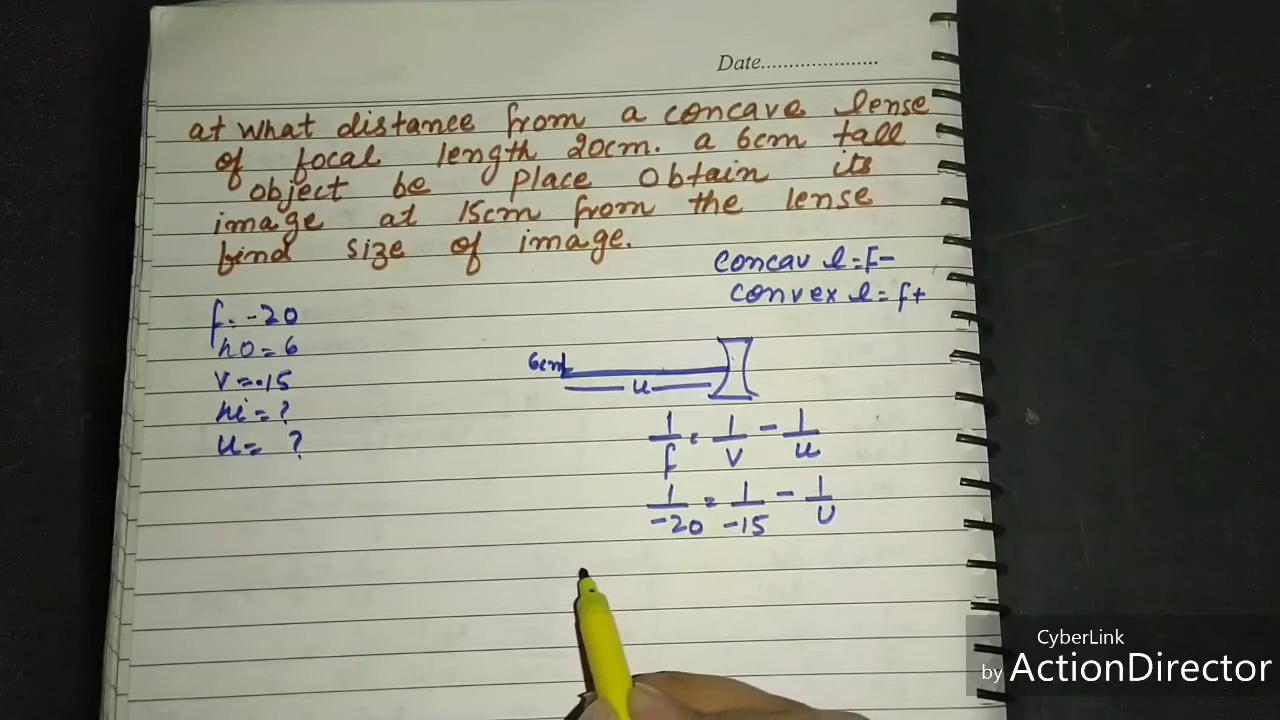 Date.....................
at what distance from a concave lense
of focal length 20cm. a 6cm tall
object be place obtain its
image at 15cm from the lense
find size of image.
concav l = f-
convex l = f+
f = -20
ho = 6
v = -15
hi = ?
u = ?
6cm
u
1/f = 1/v - 1/u
1/-20 = 1/-15 - 1/u
CyberLink
by ActionDirector